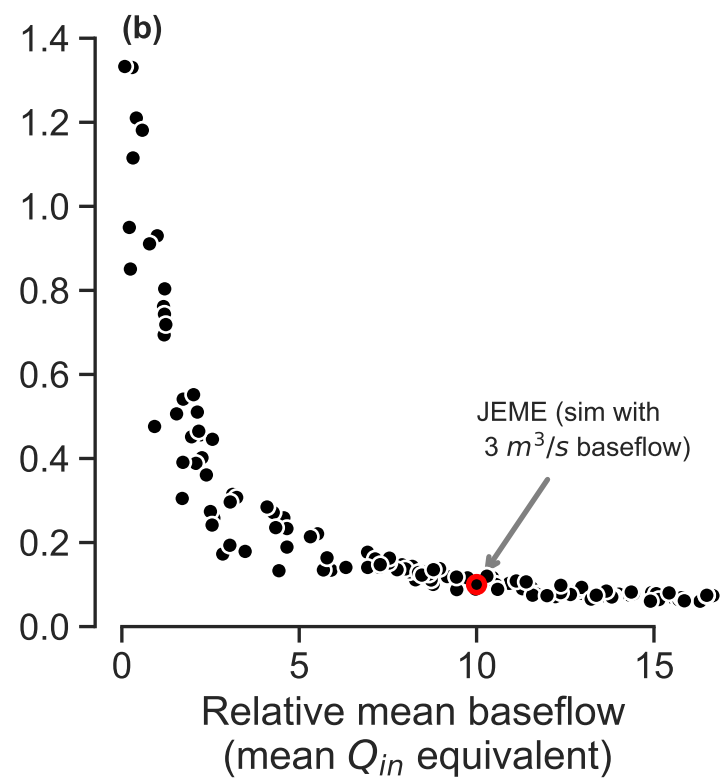 (b)
1.4
1.2
1.0
0.8
0.6
0.4
0.2
0.0
JEME (sim with
3 m³/s baseflow)
0 5 10 15
Relative mean baseflow
(mean Q_in equivalent)